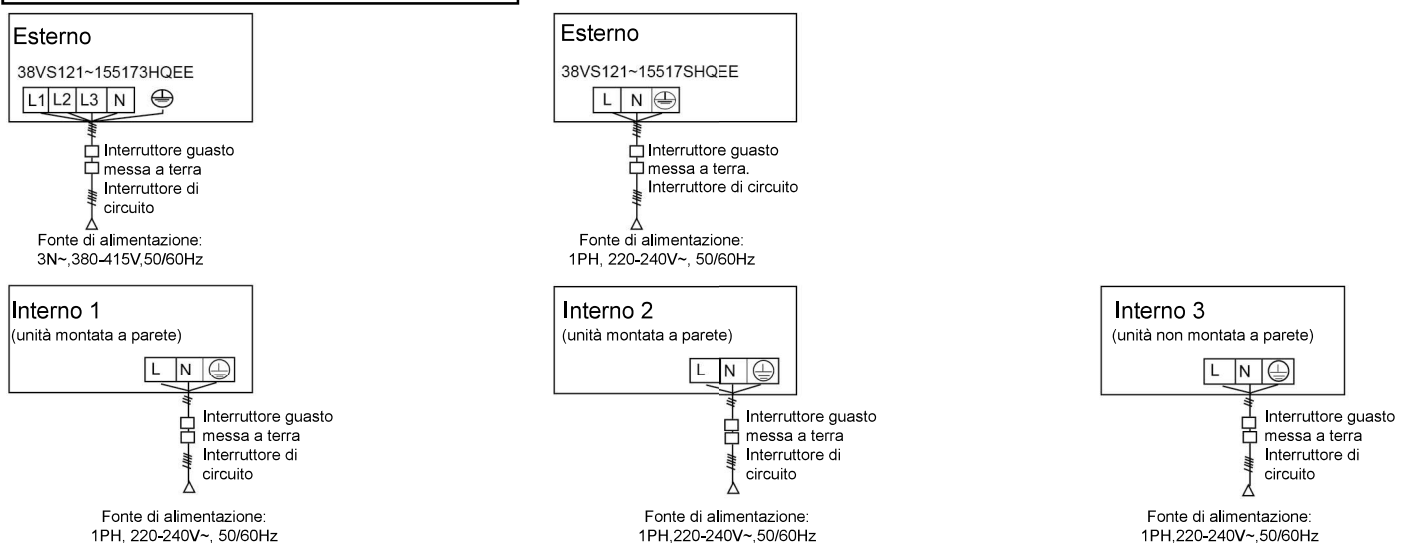 Esterno
38VS121~155173HQEE
L1 L2 L3 N
Interruttore guasto
messa a terra
Interruttore di
circuito
Fonte di alimentazione:
3N~,380-415V,50/60Hz
Esterno
38VS121~15517SHQEE
L N
Interruttore guasto
messa a terra.
Interruttore di circuito
Fonte di alimentazione:
1PH, 220-240V~, 50/60Hz
Interno 1
(unità montata a parete)
L N
Interruttore guasto
messa a terra
Interruttore di
circuito
Fonte di alimentazione:
1PH, 220-240V~, 50/60Hz
Interno 2
(unità montata a parete)
L N
Interruttore guasto
messa a terra
Interruttore di
circuito
Fonte di alimentazione:
1PH,220-240V~,50/60Hz
Interno 3
(unità non montata a parete)
L N
Interruttore guasto
messa a terra
Interruttore di
circuito
Fonte di alimentazione:
1PH,220-240V~,50/60Hz